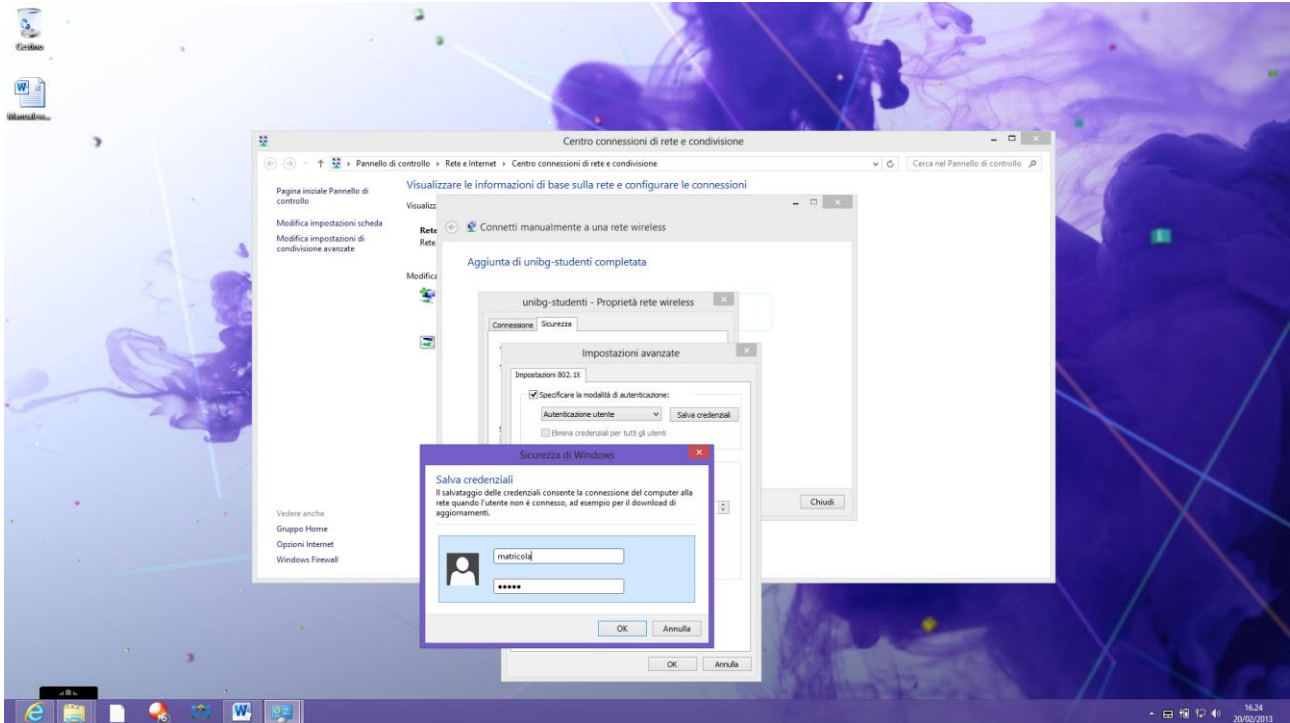 Cestino
Centro connessioni di rete e condivisione
Pannello di controllo
Rete e Internet
Centro connessioni di rete e condivisione
Cerca nel Pannello di controllo
Pagina iniziale Pannello di
controllo
Modifica impostazioni scheda
Modifica impostazioni di
condivisione avanzate
Visualizzare le informazioni di base sulla rete e configurare le connessioni
Visualizz
Rete
Rete
Modifica
Connetti manualmente a una rete wireless
Aggiunta di unibg-studenti completata
unibg-studenti - Proprietà rete wireless
Connessione
Sicurezza
Impostazioni avanzate
Impostazioni 802.1X
Specificare la modalità di autenticazione:
Autenticazione utente
Salva credenziali
Elimina credenziali per tutti gli utenti
Sicurezza di Windows
Salva credenziali
Il salvataggio delle credenziali consente la connessione del computer alla
rete quando l'utente non è connesso, ad esempio per il download di
aggiornamenti.
matricola
•••••
OK
Annulla
OK
Annulla
Chiudi
Vedere anche
Gruppo Home
Opzioni Internet
Windows Firewall
16.24
20/02/2013